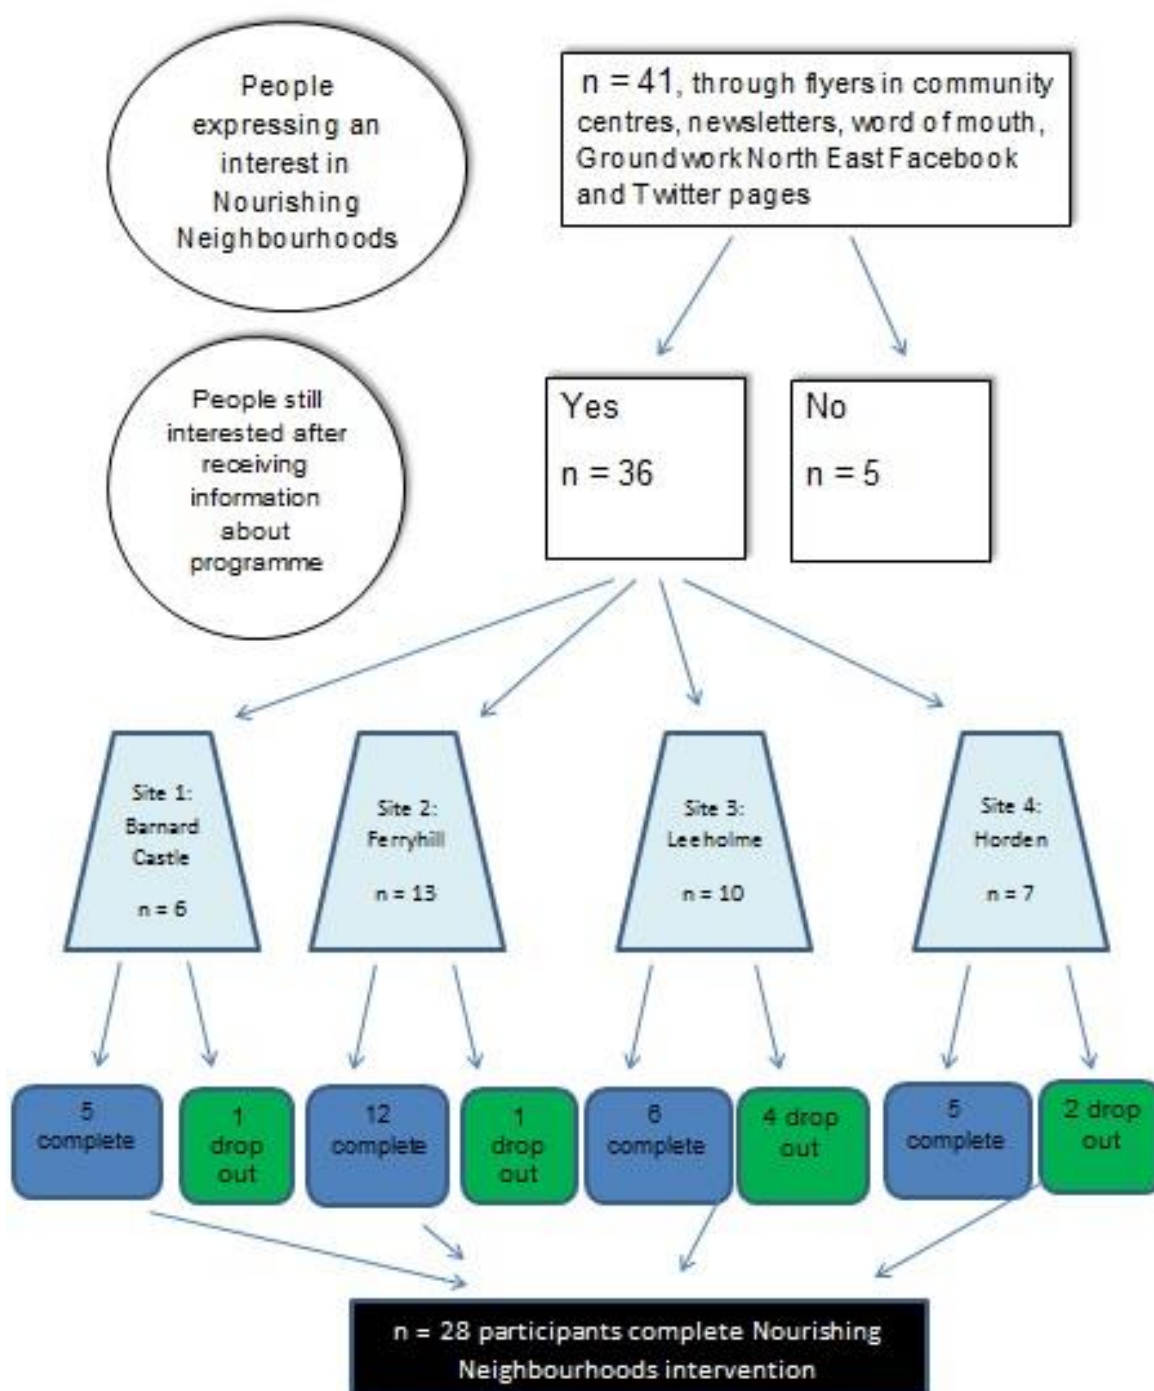 People
expressing an
interest in
Nourishing
Neighbourhoods
n = 41, through flyers in community
centres, newsletters, word of mouth,
Groundwork North East Facebook
and Twitter pages
People still
interested after
receiving
information
about
programme
Yes
n = 36
No
n = 5
Site 1:
Barnard
Castle
n = 6
Site 2:
Ferryhill
n = 13
Site 3:
Leeholme
n = 10
Site 4:
Horden
n = 7
5
complete
1
drop
out
12
complete
1
drop
out
6
complete
4 drop
out
5
complete
2 drop
out
n = 28 participants complete Nourishing
Neighbourhoods intervention